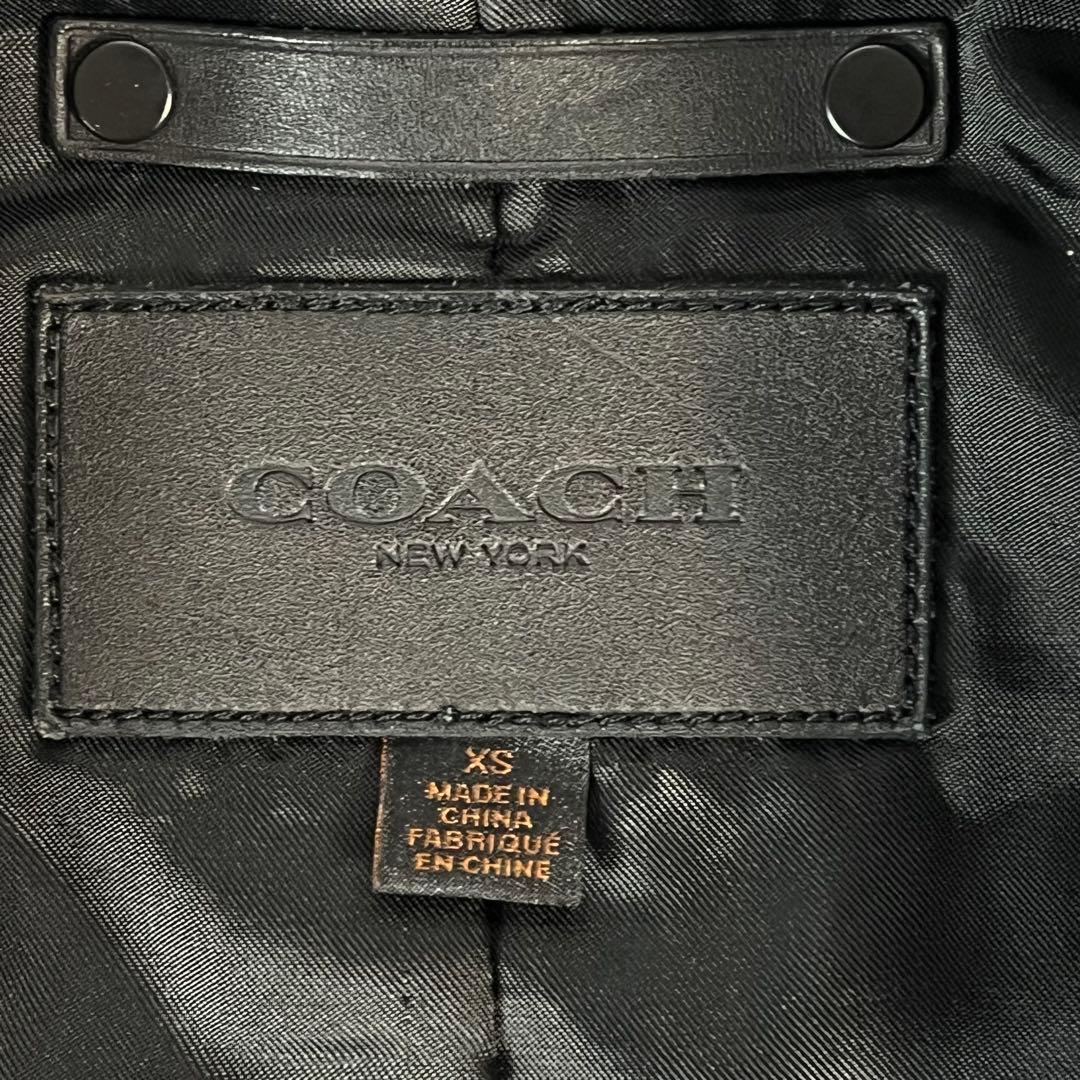 COACH
NEW YORK
XS
MADE IN
CHINA
FABRIQUÉ
EN CHINE